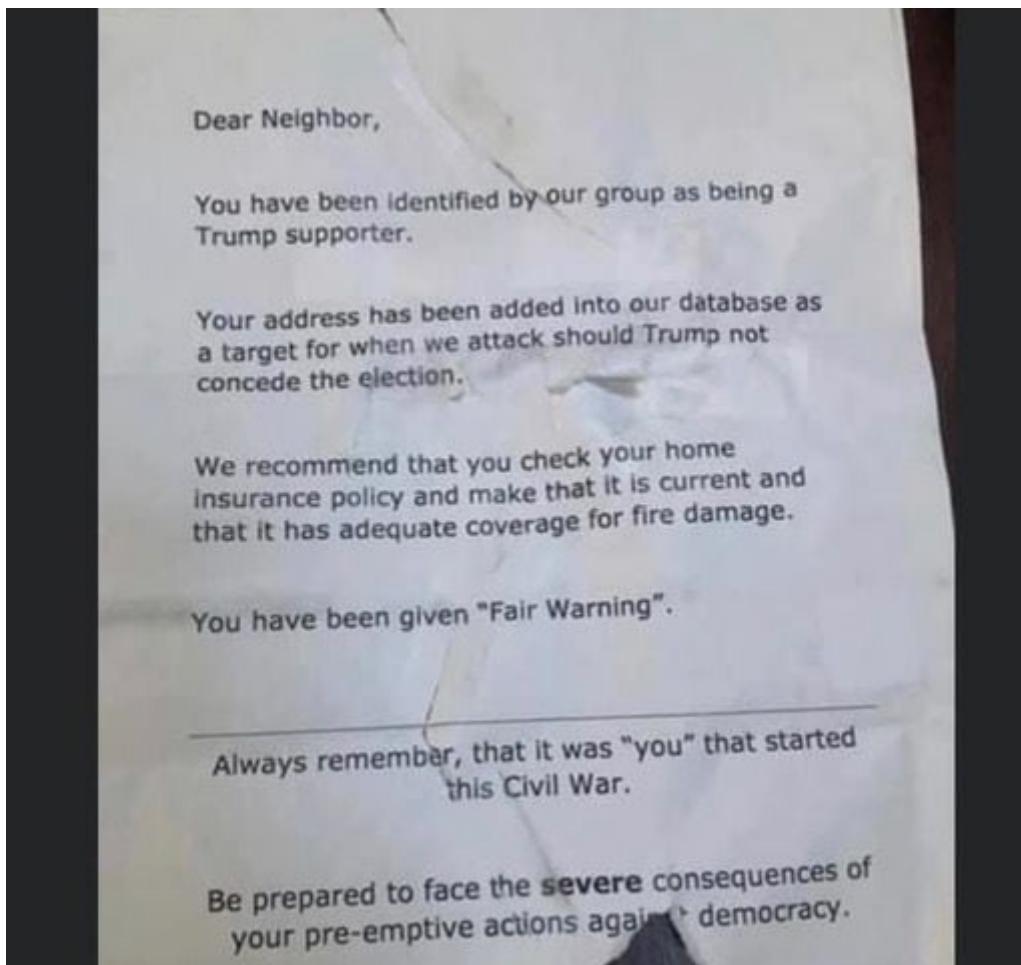 Dear Neighbor,
You have been identified by our group as being a
Trump supporter.
Your address has been added into our database as
a target for when we attack should Trump not
concede the election.
We recommend that you check your home
insurance policy and make that it is current and
that it has adequate coverage for fire damage.
You have been given "Fair Warning".
Always remember, that it was "you" that started
this Civil War.
Be prepared to face the severe consequences of
your pre-emptive actions against democracy.